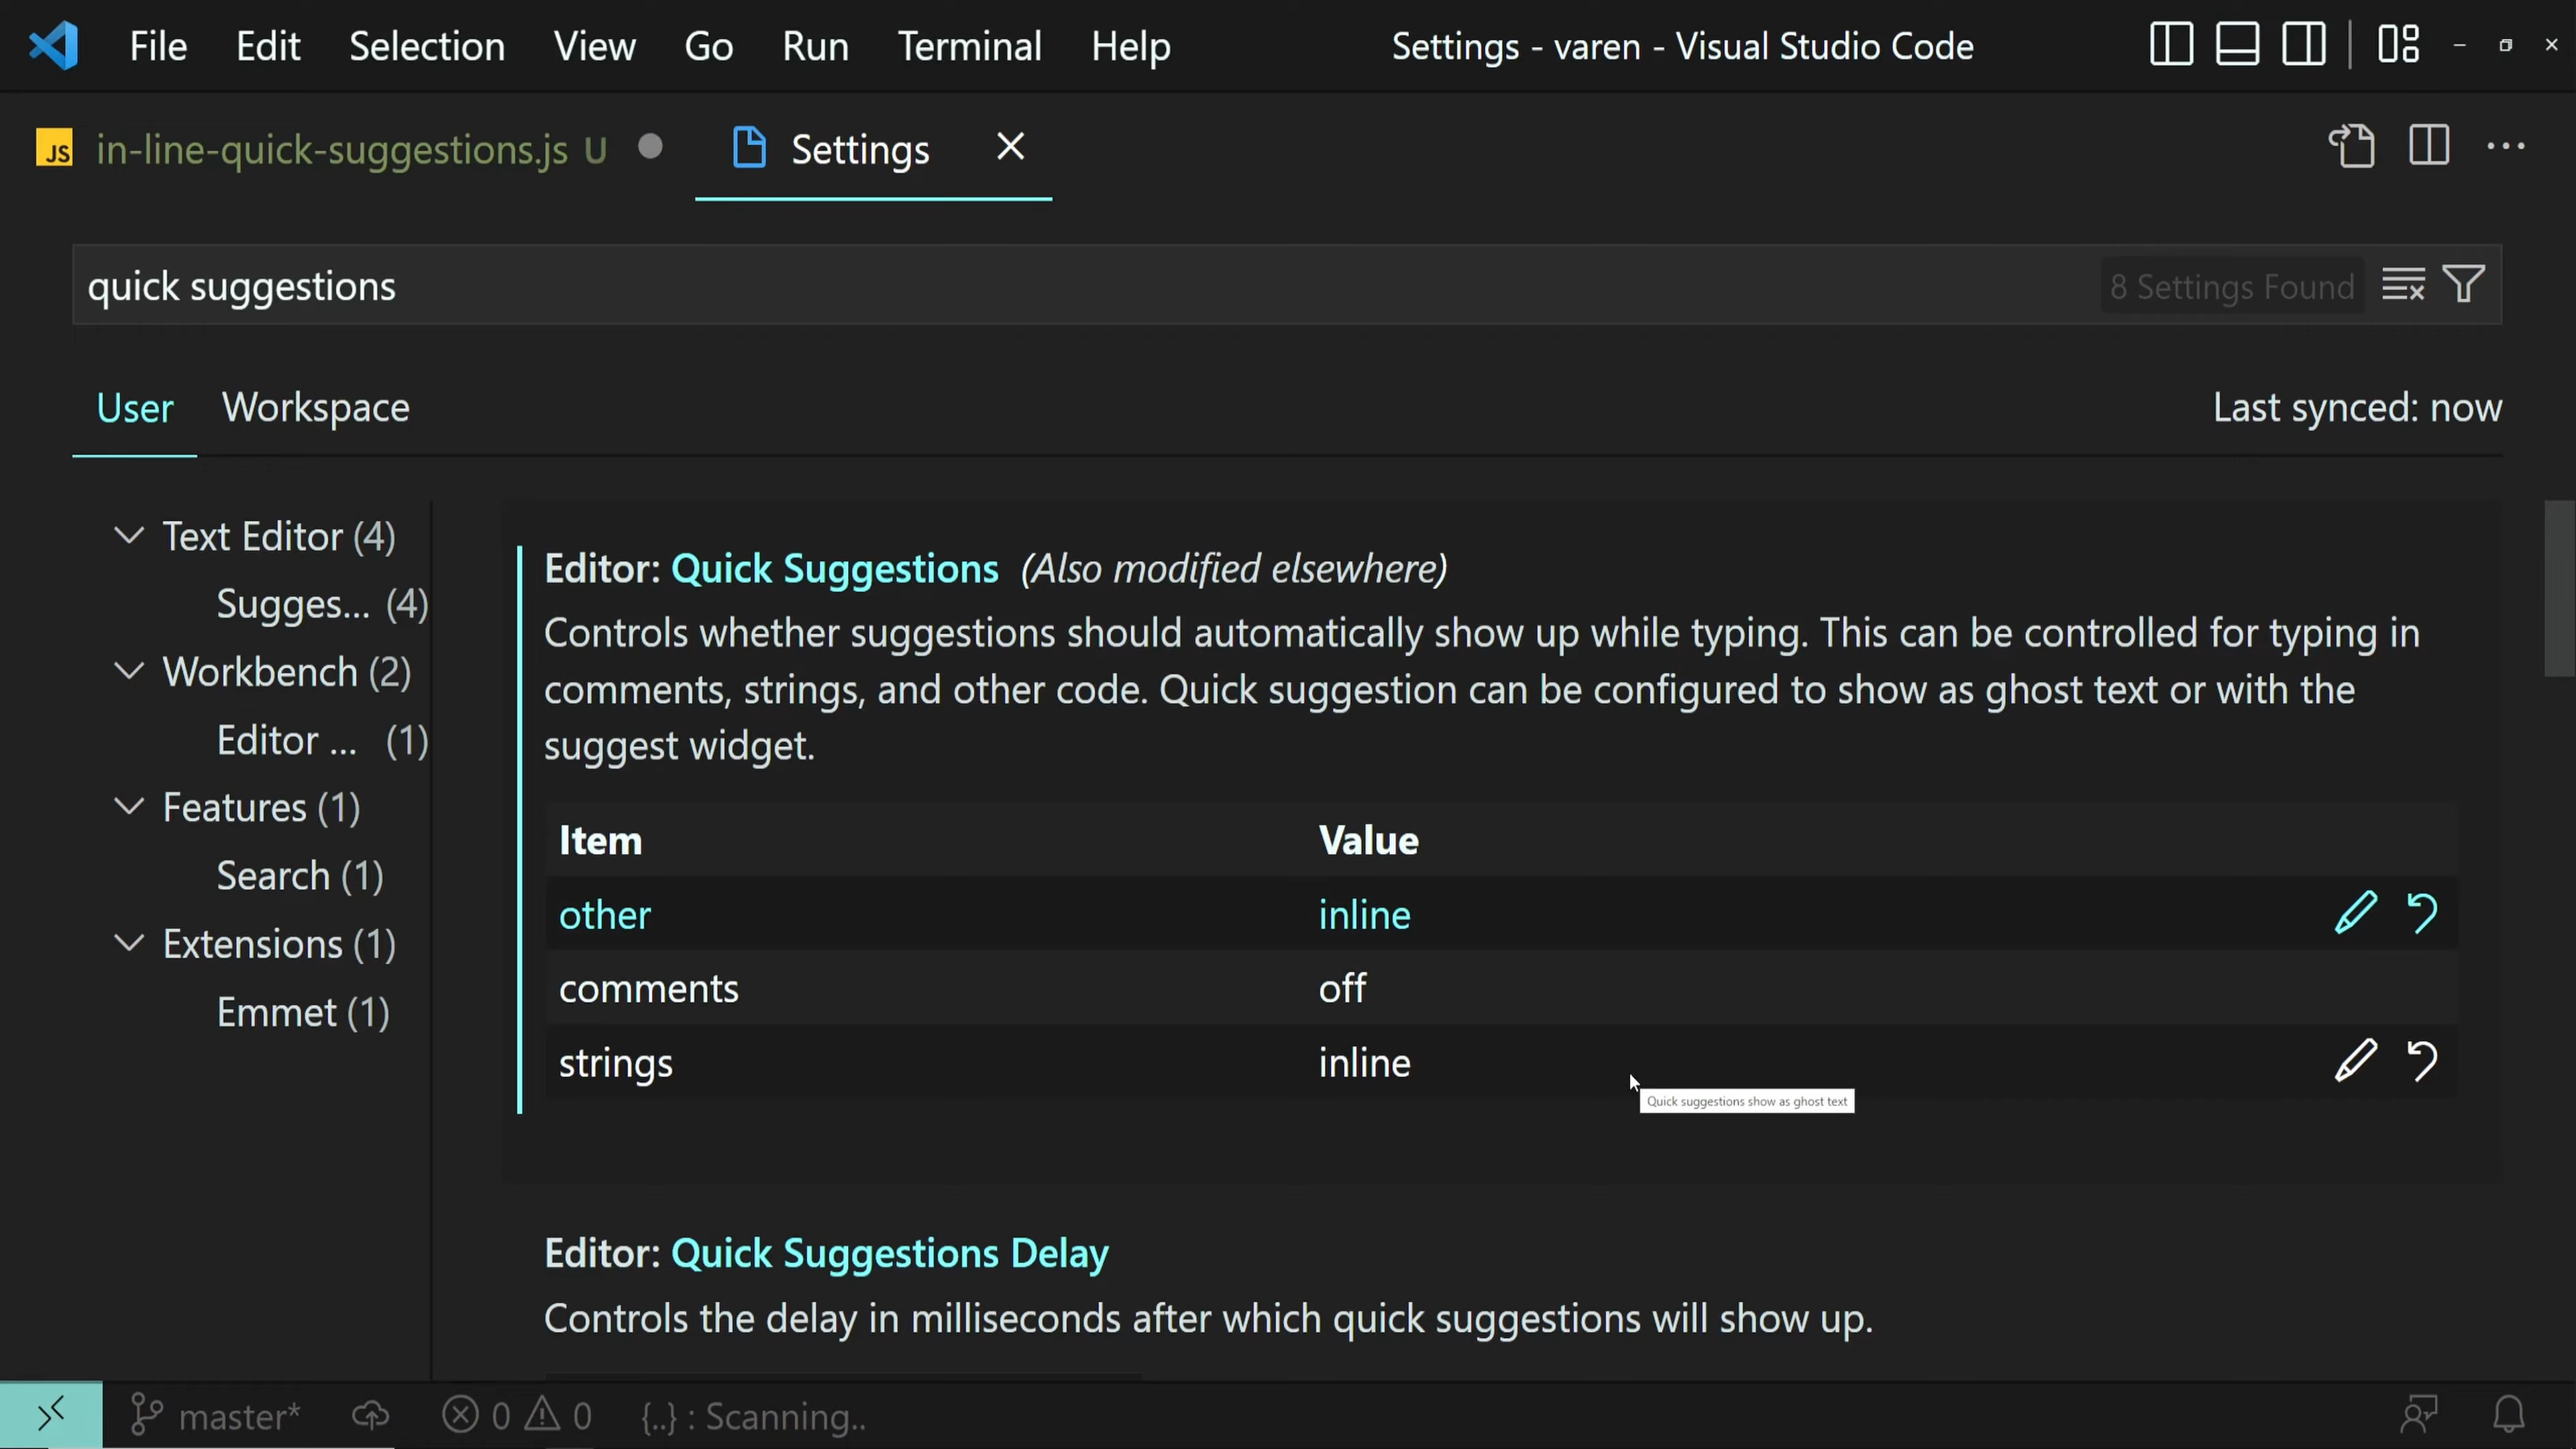 File Edit Selection View Go Run Terminal Help Settings - varen - Visual Studio Code
JS in-line-quick-suggestions.js U Settings
quick suggestions 8 Settings Found
User Workspace Last synced: now
Text Editor (4)
Sugges... (4)
Workbench (2)
Editor ... (1)
Features (1)
Search (1)
Extensions (1)
Emmet (1)
Editor: Quick Suggestions (Also modified elsewhere)
Controls whether suggestions should automatically show up while typing. This can be controlled for typing in
comments, strings, and other code. Quick suggestion can be configured to show as ghost text or with the
suggest widget.
Item Value
other inline
comments off
strings inline
Quick suggestions show as ghost text
Editor: Quick Suggestions Delay
Controls the delay in milliseconds after which quick suggestions will show up.
master* 0 0 {..} : Scanning..